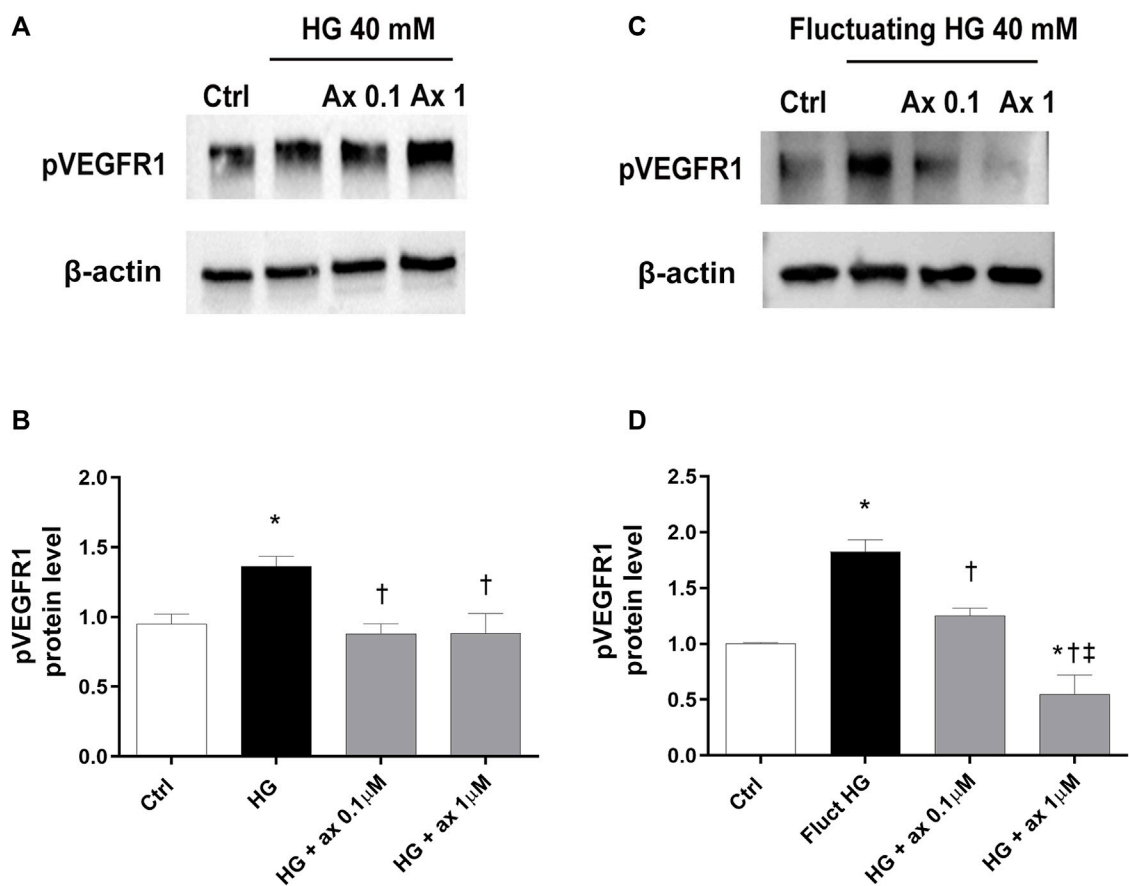 A
HG 40 mM
Ctrl Ax 0.1 Ax 1
pVEGFR1
β-actin
C
Fluctuating HG 40 mM
Ctrl Ax 0.1 Ax 1
pVEGFR1
β-actin
B
pVEGFR1
protein level
2.0
1.5
1.0
0.5
0.0
*
†
†
Ctrl
HG
HG + ax 0.1μM
HG + ax 1μM
D
pVEGFR1
protein level
2.5
2.0
1.5
1.0
0.5
0.0
*
†
*†‡
Ctrl
Fluct HG
HG + ax 0.1μM
HG + ax 1μM